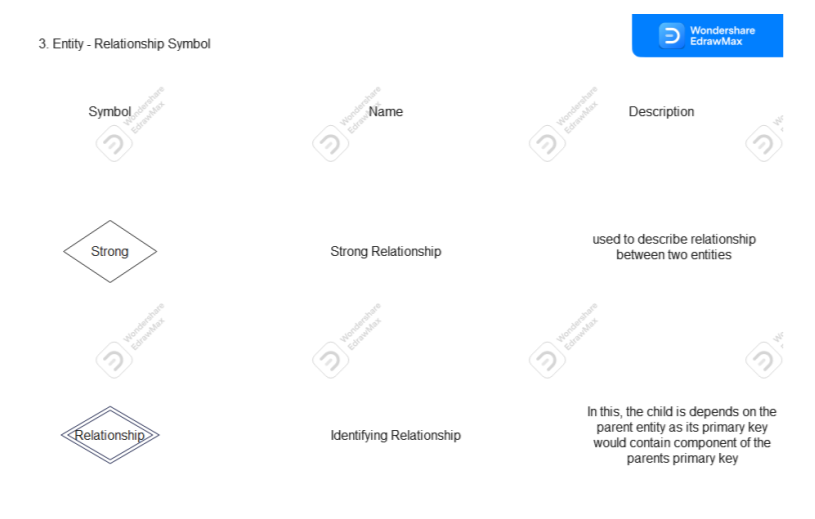 3. Entity - Relationship Symbol
Wondershare
EdrawMax
Symbol
Name
Description
Wondershare
EdrawMax
Wondershare
EdrawMax
Wondershare
EdrawMax
Strong
Strong Relationship
used to describe relationship
between two entities
Wondershare
EdrawMax
Wondershare
EdrawMax
Wondershare
EdrawMax
Relationship
Identifying Relationship
In this, the child is depends on the
parent entity as its primary key
would contain component of the
parents primary key